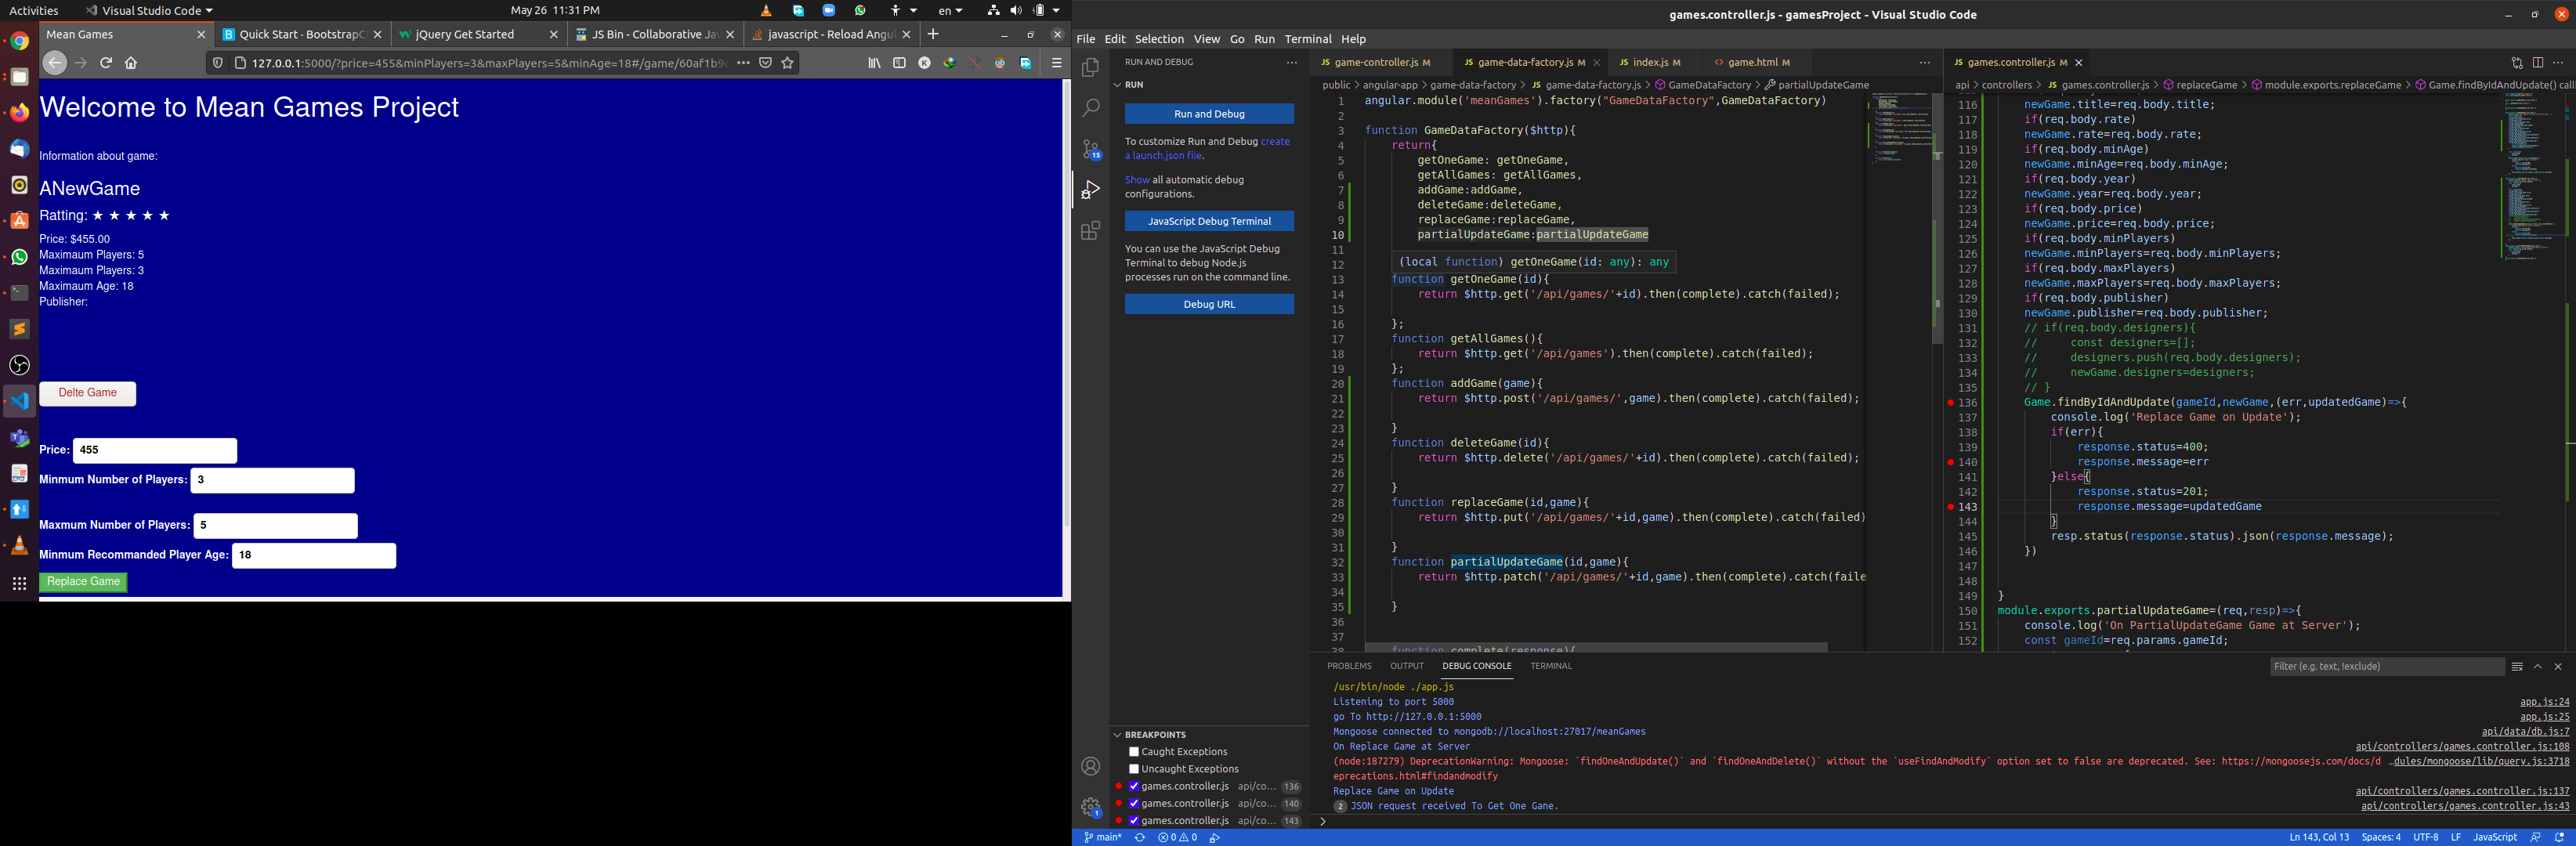 Activities
Visual Studio Code
May 26 11:31 PM
en
Mean Games
Quick Start · BootstrapC
jQuery Get Started
JS Bin - Collaborative Jav
javascript - Reload Angul
127.0.0.1:5000/?price=455&minPlayers=3&maxPlayers=5&minAge=18#/game/60af1b9c
Welcome to Mean Games Project
Information about game:
ANewGame
Ratting: ★ ★ ★ ★ ★
Price: $455.00
Maximaum Players: 5
Maximaum Players: 3
Maximaum Age: 18
Publisher:
Delte Game
Price: 455
Minmum Number of Players: 3
Maxmum Number of Players: 5
Minmum Recommanded Player Age: 18
Replace Game
games.controller.js - gamesProject - Visual Studio Code
File Edit Selection View Go Run Terminal Help
RUN AND DEBUG
RUN
Run and Debug
To customize Run and Debug create
a launch.json file.
Show all automatic debug
configurations.
JavaScript Debug Terminal
You can use the JavaScript Debug
Terminal to debug Node.js
processes run on the command line.
Debug URL
BREAKPOINTS
Caught Exceptions
Uncaught Exceptions
games.controller.js api/co... 136
games.controller.js api/co... 140
games.controller.js api/co... 143
JS game-controller.js M
JS game-data-factory.js M
JS index.js M
<> game.html M
public > angular-app > game-data-factory > JS game-data-factory.js > GameDataFactory > partialUpdateGame
1 angular.module('meanGames').factory("GameDataFactory",GameDataFactory)
2
3 function GameDataFactory($http){
4 return{
5 getOneGame: getOneGame,
6 getAllGames: getAllGames,
7 addGame:addGame,
8 deleteGame:deleteGame,
9 replaceGame:replaceGame,
10 partialUpdateGame:partialUpdateGame
11
(local function) getOneGame(id: any): any
12
13 function getOneGame(id){
14 return $http.get('/api/games/'+id).then(complete).catch(failed);
15
16 };
17 function getAllGames(){
18 return $http.get('/api/games').then(complete).catch(failed);
19 };
20 function addGame(game){
21 return $http.post('/api/games/',game).then(complete).catch(failed);
22
23 }
24 function deleteGame(id){
25 return $http.delete('/api/games/'+id).then(complete).catch(failed);
26
27 }
28 function replaceGame(id,game){
29 return $http.put('/api/games/'+id,game).then(complete).catch(failed)
30
31 }
32 function partialUpdateGame(id,game){
33 return $http.patch('/api/games/'+id,game).then(complete).catch(faile
34
35 }
36
37
38 function complete(response){
JS games.controller.js M
api > controllers > JS games.controller.js > replaceGame > module.exports.replaceGame > Game.findByIdAndUpdate() call
116 newGame.title=req.body.title;
117 if(req.body.rate)
118 newGame.rate=req.body.rate;
119 if(req.body.minAge)
120 newGame.minAge=req.body.minAge;
121 if(req.body.year)
122 newGame.year=req.body.year;
123 if(req.body.price)
124 newGame.price=req.body.price;
125 if(req.body.minPlayers)
126 newGame.minPlayers=req.body.minPlayers;
127 if(req.body.maxPlayers)
128 newGame.maxPlayers=req.body.maxPlayers;
129 if(req.body.publisher)
130 newGame.publisher=req.body.publisher;
131 // if(req.body.designers){
132 // const designers=[];
133 // designers.push(req.body.designers);
134 // newGame.designers=designers;
135 // }
136 Game.findByIdAndUpdate(gameId,newGame,(err,updatedGame)=>{
137 console.log('Replace Game on Update');
138 if(err){
139 response.status=400;
140 response.message=err
141 }else{
142 response.status=201;
143 response.message=updatedGame
144 }
145 resp.status(response.status).json(response.message);
146 })
147
148
149 }
150 module.exports.partialUpdateGame=(req,resp)=>{
151 console.log('On PartialUpdateGame Game at Server');
152 const gameId=req.params.gameId;
PROBLEMS OUTPUT DEBUG CONSOLE TERMINAL
Filter (e.g. text, !exclude)
/usr/bin/node ./app.js
Listening to port 5000 app.js:24
go To http://127.0.0.1:5000 app.js:25
Mongoose connected to mongodb://localhost:27017/meanGames api/data/db.js:7
On Replace Game at Server api/controllers/games.controller.js:108
(node:187279) DeprecationWarning: Mongoose: `findOneAndUpdate()` and `findOneAndDelete()` without the `useFindAndModify` option set to false are deprecated. See: https://mongoosejs.com/docs/d …dules/mongoose/lib/query.js:3718
eprecations.html#findandmodify
Replace Game on Update api/controllers/games.controller.js:137
2 JSON request received To Get One Gane. api/controllers/games.controller.js:43
main* 0 0
Ln 143, Col 13 Spaces: 4 UTF-8 LF JavaScript